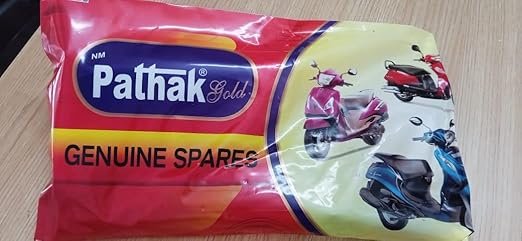 NM
Pathak®
Gold
GENUINE SPARES